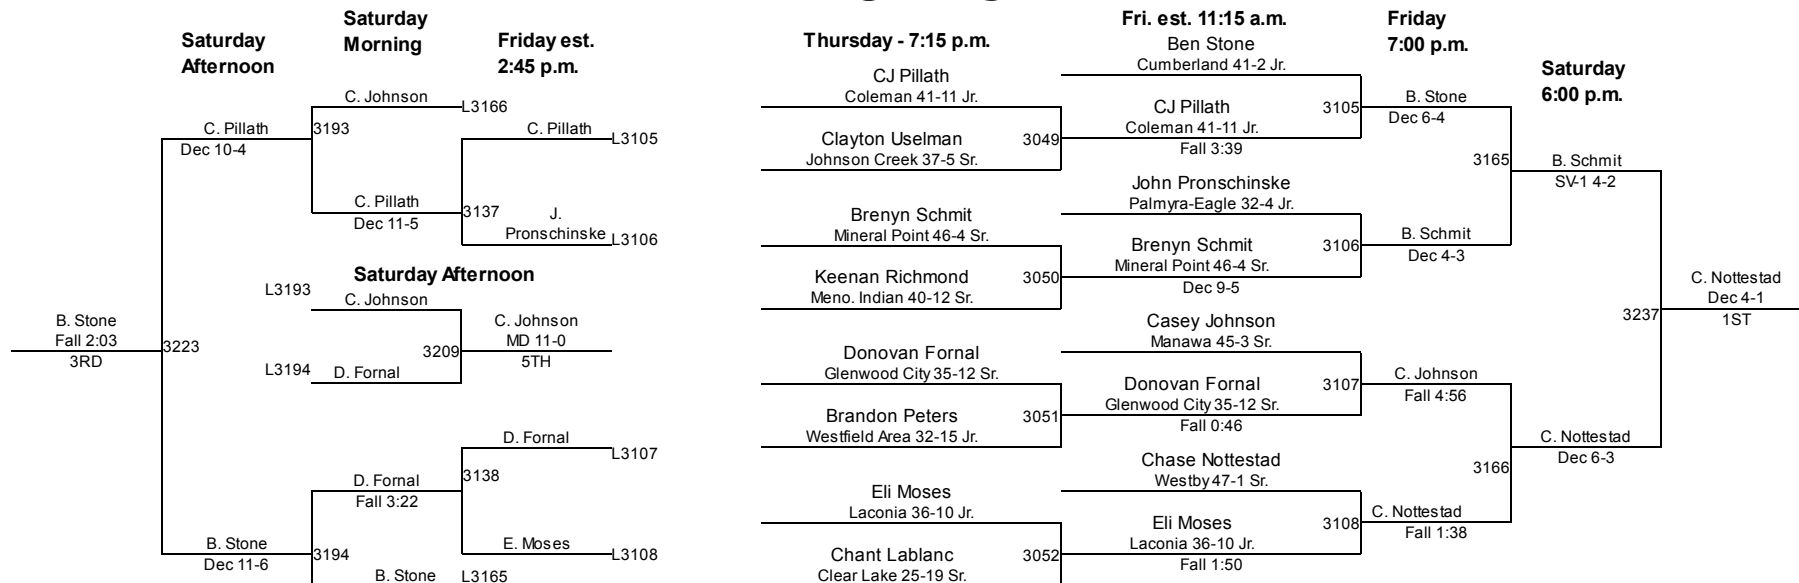 Saturday
Afternoon
Saturday
Morning
Friday est.
2:45 p.m.
C. Johnson
L3166
C. Pillath
Dec 10-4
3193
C. Pillath
L3105
C. Pillath
Dec 11-5
3137
J.
Pronschinske
L3106
Saturday Afternoon
L3193
C. Johnson
B. Stone
Fall 2:03
3RD
3223
C. Johnson
MD 11-0
5TH
3209
L3194
D. Fornal
D. Fornal
L3107
D. Fornal
Fall 3:22
3138
B. Stone
Dec 11-6
3194
E. Moses
L3108
B. Stone
L3165
Thursday - 7:15 p.m.
CJ Pillath
Coleman 41-11 Jr.
Clayton Uselman
Johnson Creek 37-5 Sr.
3049
Brenyn Schmit
Mineral Point 46-4 Sr.
Keenan Richmond
Meno. Indian 40-12 Sr.
3050
Donovan Fornal
Glenwood City 35-12 Sr.
Brandon Peters
Westfield Area 32-15 Jr.
3051
Eli Moses
Laconia 36-10 Jr.
Chant Lablanc
Clear Lake 25-19 Sr.
3052
Fri. est. 11:15 a.m.
Ben Stone
Cumberland 41-2 Jr.
CJ Pillath
Coleman 41-11 Jr.
Fall 3:39
3105
John Pronschinske
Palmyra-Eagle 32-4 Jr.
Brenyn Schmit
Mineral Point 46-4 Sr.
Dec 9-5
3106
Casey Johnson
Manawa 45-3 Sr.
Donovan Fornal
Glenwood City 35-12 Sr.
Fall 0:46
3107
Chase Nottestad
Westby 47-1 Sr.
Eli Moses
Laconia 36-10 Jr.
Fall 1:50
3108
Friday
7:00 p.m.
B. Stone
Dec 6-4
3165
B. Schmit
Dec 4-3
C. Johnson
Fall 4:56
3166
C. Nottestad
Fall 1:38
Saturday
6:00 p.m.
B. Schmit
SV-1 4-2
3237
C. Nottestad
Dec 6-3
C. Nottestad
Dec 4-1
1ST